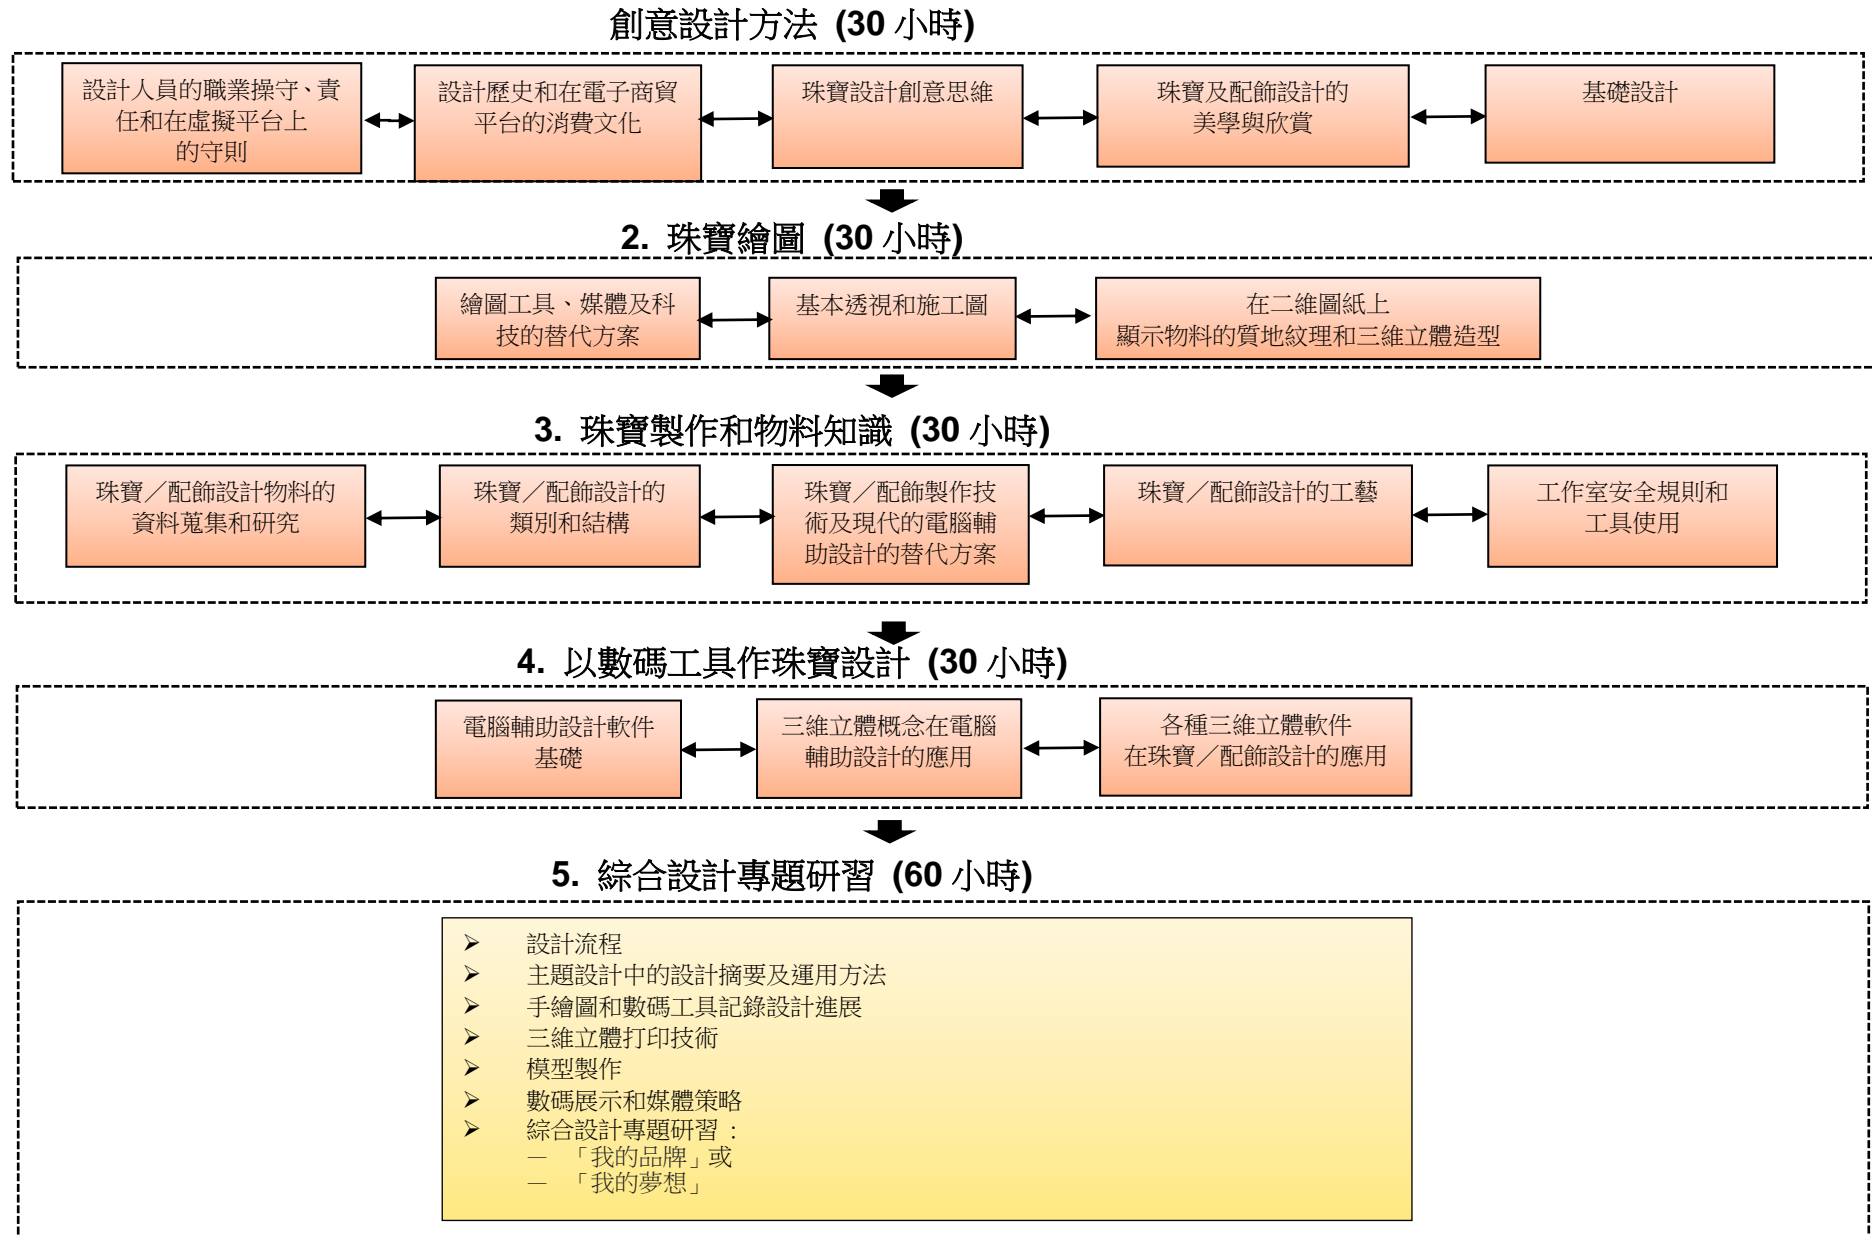 創意設計方法 (30 小時)
設計人員的職業操守、責
任和在虛擬平台上
的守則
設計歷史和在電子商貿
平台的消費文化
珠寶設計創意思維
珠寶及配飾設計的
美學與欣賞
基礎設計
2. 珠寶繪圖 (30 小時)
繪圖工具、媒體及科
技的替代方案
基本透視和施工圖
在二維圖紙上
顯示物料的質地紋理和三維立體造型
3. 珠寶製作和物料知識 (30 小時)
珠寶／配飾設計物料的
資料蒐集和研究
珠寶／配飾設計的
類別和結構
珠寶／配飾製作技
術及現代的電腦輔
助設計的替代方案
珠寶／配飾設計的工藝
工作室安全規則和
工具使用
4. 以數碼工具作珠寶設計 (30 小時)
電腦輔助設計軟件
基礎
三維立體概念在電腦
輔助設計的應用
各種三維立體軟件
在珠寶／配飾設計的應用
5. 綜合設計專題研習 (60 小時)
➢ 設計流程
➢ 主題設計中的設計摘要及運用方法
➢ 手繪圖和數碼工具記錄設計進展
➢ 三維立體打印技術
➢ 模型製作
➢ 數碼展示和媒體策略
➢ 綜合設計專題研習：
— 「我的品牌」或
— 「我的夢想」